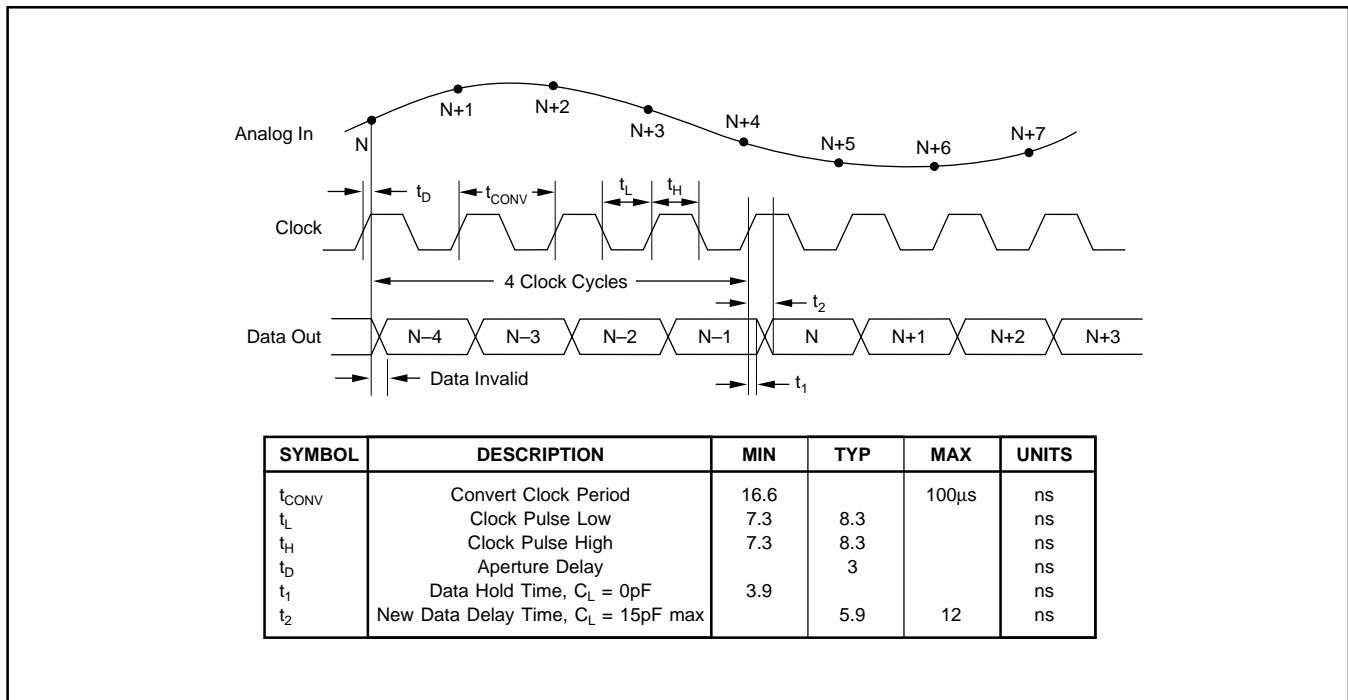 N+1
N+2
N+3
N+4
N+5
N+6
N+7
Analog In
N
tD
tCONV
tL
tH
Clock
4 Clock Cycles
t2
Data Out
N–4
N–3
N–2
N–1
N
N+1
N+2
N+3
Data Invalid
t1
SYMBOL DESCRIPTION MIN TYP MAX UNITS
tCONV Convert Clock Period 16.6 100µs ns
tL Clock Pulse Low 7.3 8.3 ns
tH Clock Pulse High 7.3 8.3 ns
tD Aperture Delay 3 ns
t1 Data Hold Time, CL = 0pF 3.9 ns
t2 New Data Delay Time, CL = 15pF max 5.9 12 ns